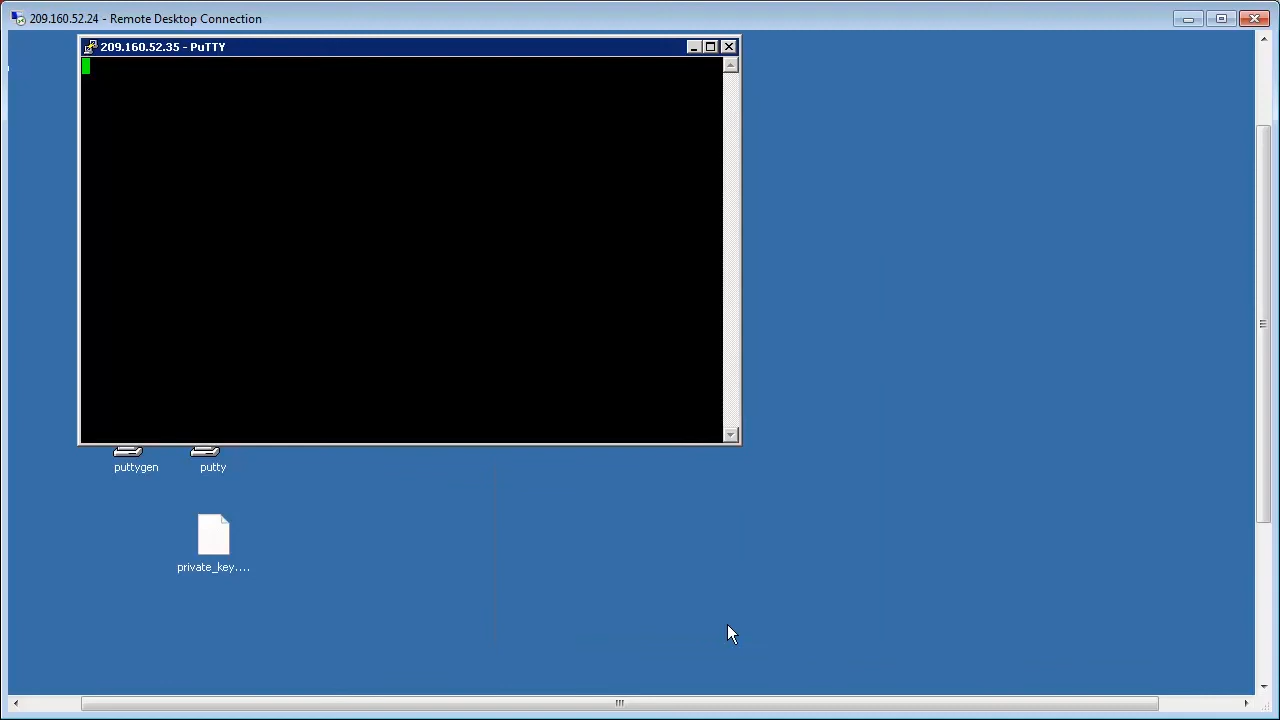 209.160.52.24 - Remote Desktop Connection
209.160.52.35 - PuTTY
puttygen
putty
private_key....